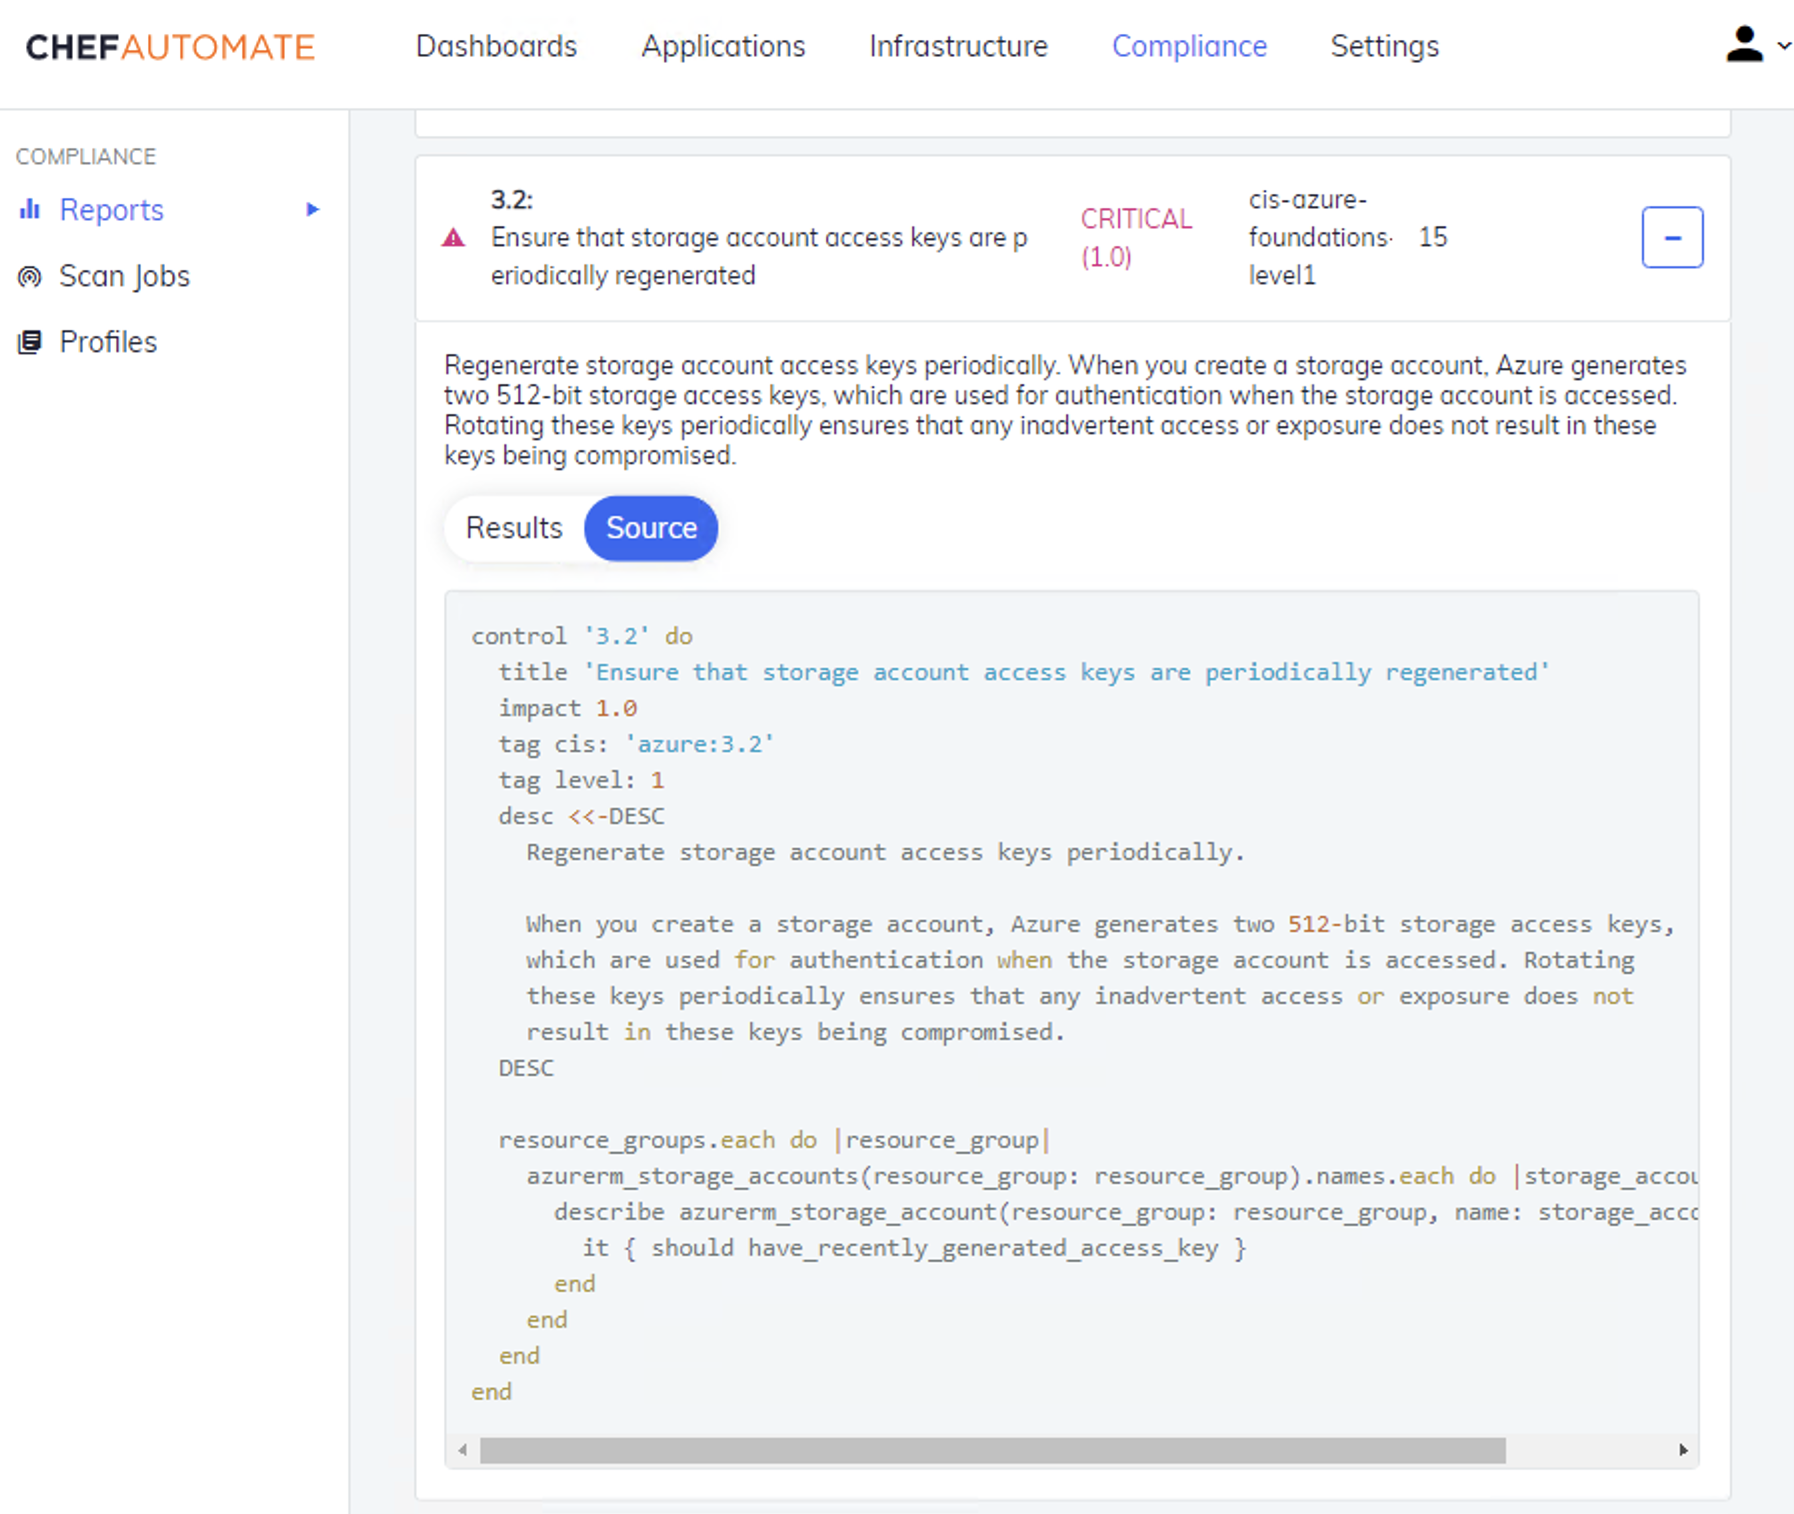 CHEFAUTOMATE
Dashboards
Applications
Infrastructure
Compliance
Settings
COMPLIANCE
Reports
Scan Jobs
Profiles
3.2:
Ensure that storage account access keys are p
eriodically regenerated
CRITICAL
(1.0)
cis-azure-
foundations-
level1
15
Regenerate storage account access keys periodically. When you create a storage account, Azure generates
two 512-bit storage access keys, which are used for authentication when the storage account is accessed.
Rotating these keys periodically ensures that any inadvertent access or exposure does not result in these
keys being compromised.
Results
Source
control '3.2' do
title 'Ensure that storage account access keys are periodically regenerated'
impact 1.0
tag cis: 'azure:3.2'
tag level: 1
desc <<-DESC
Regenerate storage account access keys periodically.
When you create a storage account, Azure generates two 512-bit storage access keys,
which are used for authentication when the storage account is accessed. Rotating
these keys periodically ensures that any inadvertent access or exposure does not
result in these keys being compromised.
DESC
resource_groups.each do |resource_group|
azurerm_storage_accounts(resource_group: resource_group).names.each do |storage_accou
describe azurerm_storage_account(resource_group: resource_group, name: storage_acco
it { should have_recently_generated_access_key }
end
end
end
end